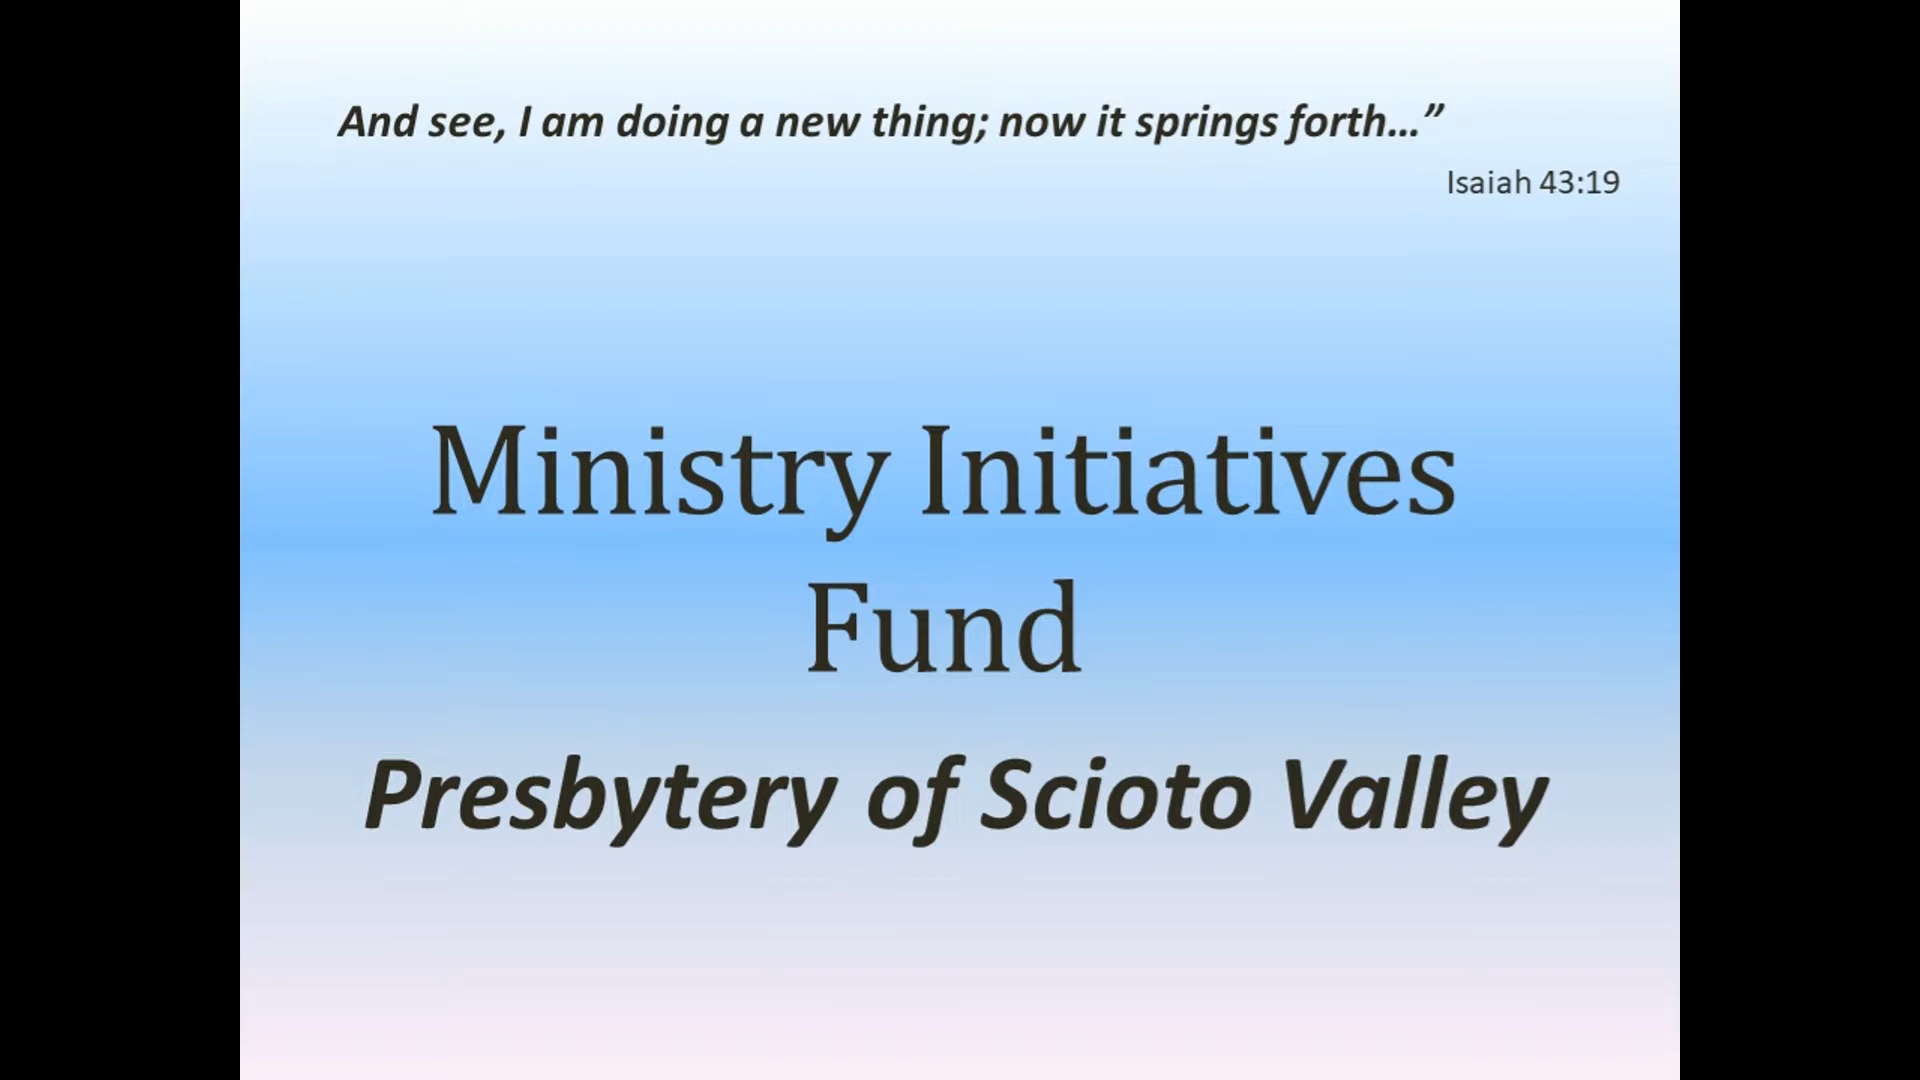 And see, I am doing a new thing; now it springs forth…”
Isaiah 43:19
Ministry Initiatives
Fund
Presbytery of Scioto Valley